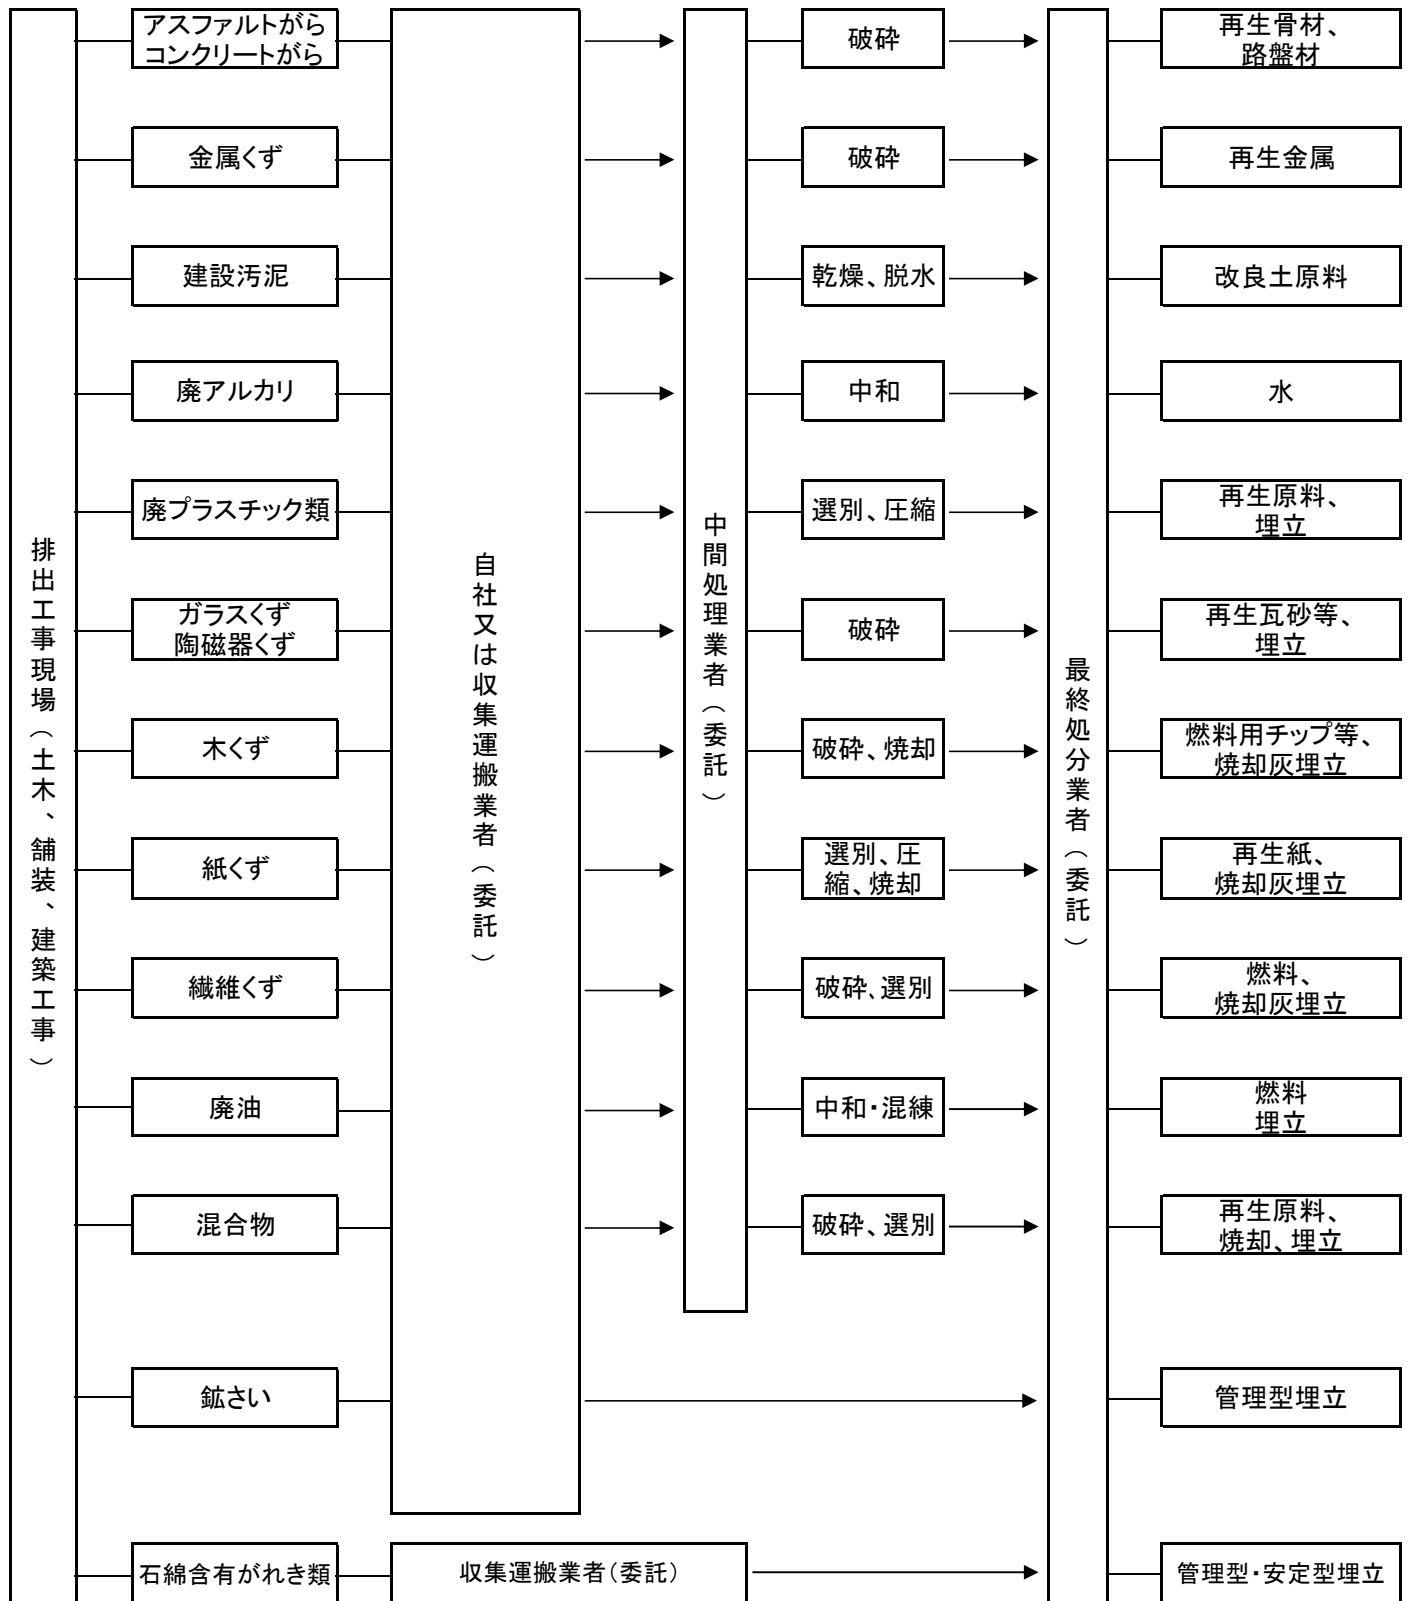 排出工事現場（土木、舗装、建築工事）
アスファルトがら
コンクリートがら
金属くず
建設汚泥
廃アルカリ
廃プラスチック類
ガラスくず
陶磁器くず
木くず
紙くず
繊維くず
廃油
混合物
鉱さい
石綿含有がれき類
自社又は収集運搬業者（委託）
収集運搬業者（委託）
中間処理業者（委託）
破砕
破砕
乾燥、脱水
中和
選別、圧縮
破砕
破砕、焼却
選別、圧
縮、焼却
破砕、選別
中和・混練
破砕、選別
最終処分業者（委託）
再生骨材、
路盤材
再生金属
改良土原料
水
再生原料、
埋立
再生瓦砂等、
埋立
燃料用チップ等、
焼却灰埋立
再生紙、
焼却灰埋立
燃料、
焼却灰埋立
燃料
埋立
再生原料、
焼却、埋立
管理型埋立
管理型・安定型埋立